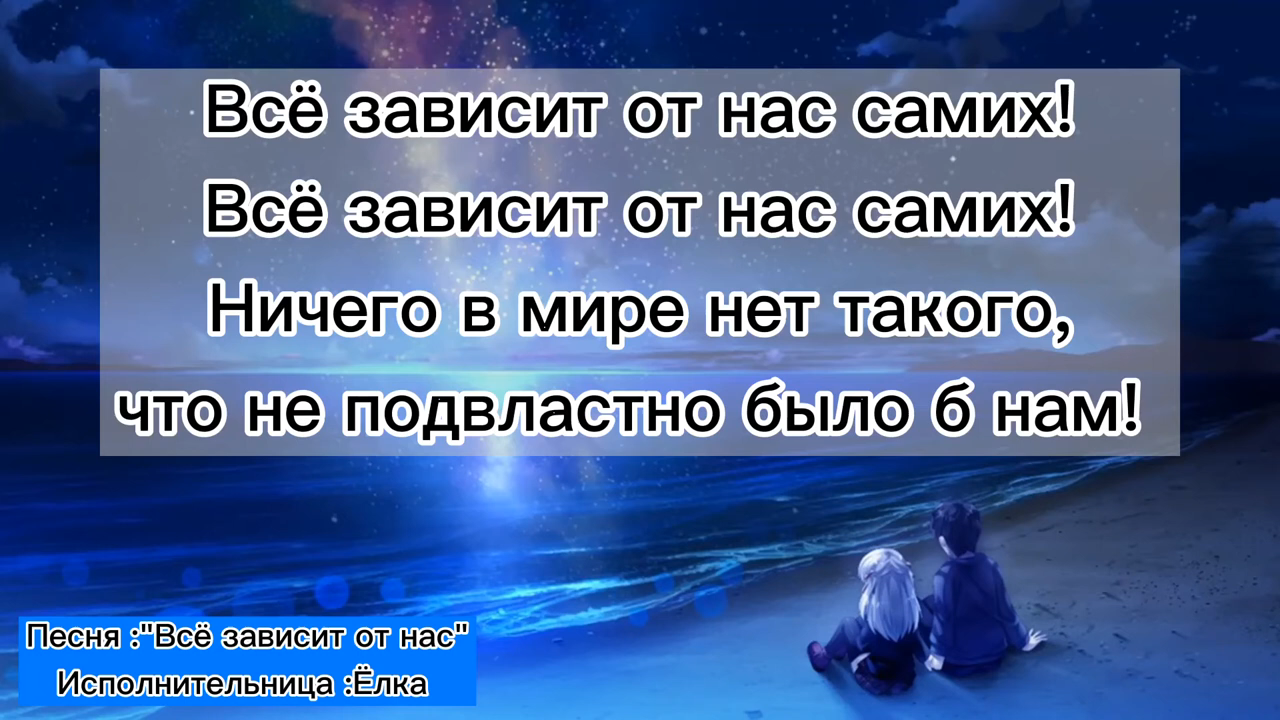 Всё зависит от нас самих!
Всё зависит от нас самих!
Ничего в мире нет такого,
что не подвластно было б нам!
Песня :"Всё зависит от нас"
Исполнительница :Ёлка